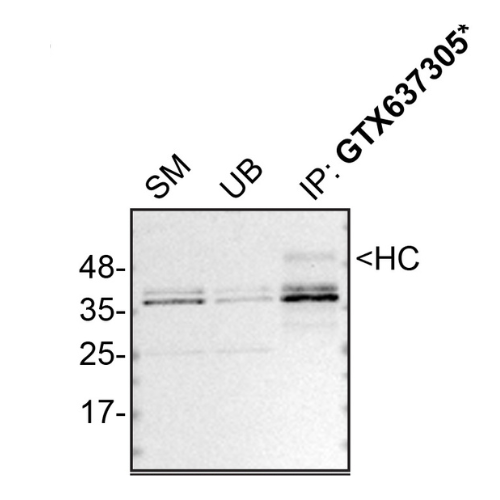 SM UB IP: GTX637305*
<HC
48-
35-
25-
17-